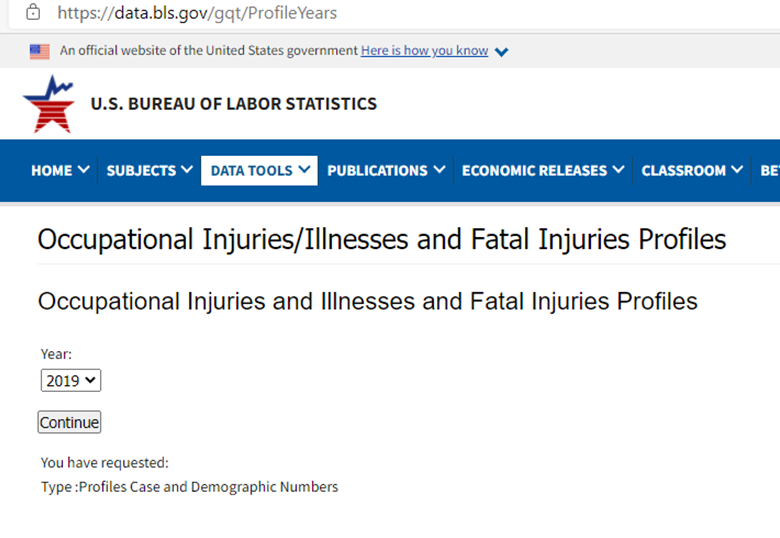 https://data.bls.gov/gqt/ProfileYears
An official website of the United States government Here is how you know
U.S. BUREAU OF LABOR STATISTICS
HOME SUBJECTS DATA TOOLS PUBLICATIONS ECONOMIC RELEASES CLASSROOM BE
Occupational Injuries/Illnesses and Fatal Injuries Profiles
Occupational Injuries and Illnesses and Fatal Injuries Profiles
Year:
2019
Continue
You have requested:
Type :Profiles Case and Demographic Numbers